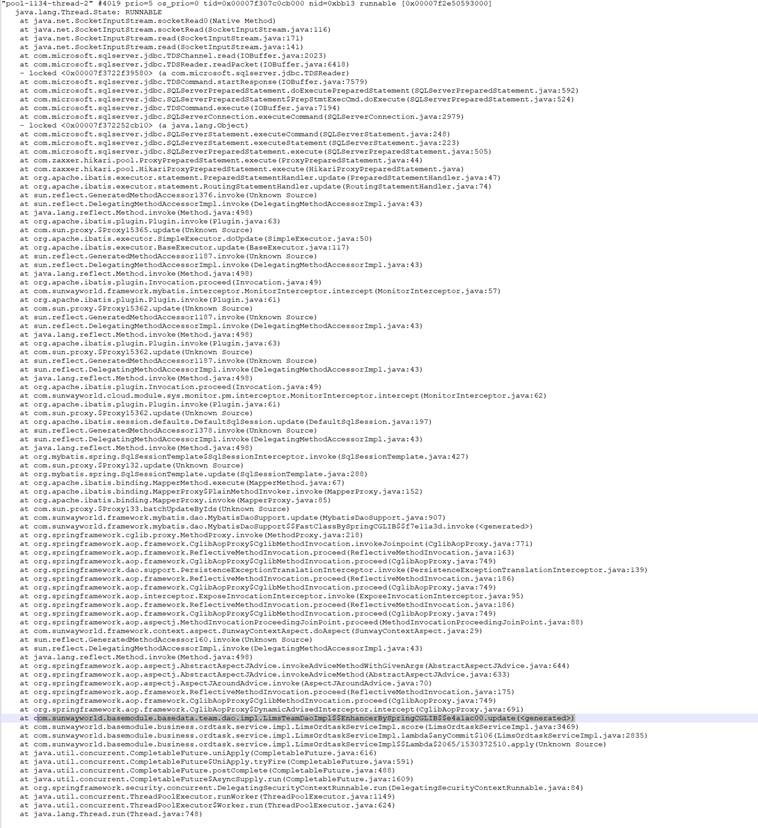 "pool-1134-thread-2" #4019 prio=5 os_prio=0 tid=0x00007f307c0cb000 nid=0xbb13 runnable [0x00007f2e50593000]
java.lang.Thread.State: RUNNABLE
at java.net.SocketInputStream.socketRead0(Native Method)
at java.net.SocketInputStream.socketRead(SocketInputStream.java:116)
at java.net.SocketInputStream.read(SocketInputStream.java:171)
at java.net.SocketInputStream.read(SocketInputStream.java:141)
at com.microsoft.sqlserver.jdbc.TDSChannel.read(IOBuffer.java:2023)
at com.microsoft.sqlserver.jdbc.TDSReader.readPacket(IOBuffer.java:6418)
- locked <0x00007f3722f39580> (a com.microsoft.sqlserver.jdbc.TDSReader)
at com.microsoft.sqlserver.jdbc.TDSCommand.startResponse(IOBuffer.java:7579)
at com.microsoft.sqlserver.jdbc.SQLServerPreparedStatement.doExecutePreparedStatement(SQLServerPreparedStatement.java:592)
at com.microsoft.sqlserver.jdbc.SQLServerPreparedStatement$PrepStmtExecCmd.doExecute(SQLServerPreparedStatement.java:524)
at com.microsoft.sqlserver.jdbc.TDSCommand.execute(IOBuffer.java:7194)
at com.microsoft.sqlserver.jdbc.SQLServerConnection.executeCommand(SQLServerConnection.java:2979)
- locked <0x00007f372252cb10> (a java.lang.Object)
at com.microsoft.sqlserver.jdbc.SQLServerStatement.executeCommand(SQLServerStatement.java:248)
at com.microsoft.sqlserver.jdbc.SQLServerStatement.executeStatement(SQLServerStatement.java:223)
at com.microsoft.sqlserver.jdbc.SQLServerPreparedStatement.execute(SQLServerPreparedStatement.java:505)
at com.zaxxer.hikari.pool.ProxyPreparedStatement.execute(ProxyPreparedStatement.java:44)
at com.zaxxer.hikari.pool.HikariProxyPreparedStatement.execute(HikariProxyPreparedStatement.java)
at org.apache.ibatis.executor.statement.PreparedStatementHandler.update(PreparedStatementHandler.java:47)
at org.apache.ibatis.executor.statement.RoutingStatementHandler.update(RoutingStatementHandler.java:74)
at sun.reflect.GeneratedMethodAccessor1376.invoke(Unknown Source)
at sun.reflect.DelegatingMethodAccessorImpl.invoke(DelegatingMethodAccessorImpl.java:43)
at java.lang.reflect.Method.invoke(Method.java:498)
at org.apache.ibatis.plugin.Plugin.invoke(Plugin.java:63)
at com.sun.proxy.$Proxy15365.update(Unknown Source)
at org.apache.ibatis.executor.SimpleExecutor.doUpdate(SimpleExecutor.java:50)
at org.apache.ibatis.executor.BaseExecutor.update(BaseExecutor.java:117)
at sun.reflect.GeneratedMethodAccessor1187.invoke(Unknown Source)
at sun.reflect.DelegatingMethodAccessorImpl.invoke(DelegatingMethodAccessorImpl.java:43)
at java.lang.reflect.Method.invoke(Method.java:498)
at org.apache.ibatis.plugin.Invocation.proceed(Invocation.java:49)
at com.sunwayworld.framework.mybatis.interceptor.MonitorInterceptor.intercept(MonitorInterceptor.java:57)
at org.apache.ibatis.plugin.Plugin.invoke(Plugin.java:61)
at com.sun.proxy.$Proxy15362.update(Unknown Source)
at sun.reflect.GeneratedMethodAccessor1187.invoke(Unknown Source)
at sun.reflect.DelegatingMethodAccessorImpl.invoke(DelegatingMethodAccessorImpl.java:43)
at java.lang.reflect.Method.invoke(Method.java:498)
at org.apache.ibatis.plugin.Plugin.invoke(Plugin.java:63)
at com.sun.proxy.$Proxy15362.update(Unknown Source)
at sun.reflect.GeneratedMethodAccessor1187.invoke(Unknown Source)
at sun.reflect.DelegatingMethodAccessorImpl.invoke(DelegatingMethodAccessorImpl.java:43)
at java.lang.reflect.Method.invoke(Method.java:498)
at org.apache.ibatis.plugin.Invocation.proceed(Invocation.java:49)
at com.sunwayworld.cloud.module.sys.monitor.pm.interceptor.MonitorInterceptor.intercept(MonitorInterceptor.java:62)
at org.apache.ibatis.plugin.Plugin.invoke(Plugin.java:61)
at com.sun.proxy.$Proxy15362.update(Unknown Source)
at org.apache.ibatis.session.defaults.DefaultSqlSession.update(DefaultSqlSession.java:197)
at sun.reflect.GeneratedMethodAccessor1378.invoke(Unknown Source)
at sun.reflect.DelegatingMethodAccessorImpl.invoke(DelegatingMethodAccessorImpl.java:43)
at java.lang.reflect.Method.invoke(Method.java:498)
at org.mybatis.spring.SqlSessionTemplate$SqlSessionInterceptor.invoke(SqlSessionTemplate.java:427)
at com.sun.proxy.$Proxy132.update(Unknown Source)
at org.mybatis.spring.SqlSessionTemplate.update(SqlSessionTemplate.java:288)
at org.apache.ibatis.binding.MapperMethod.execute(MapperMethod.java:67)
at org.apache.ibatis.binding.MapperProxy$PlainMethodInvoker.invoke(MapperProxy.java:152)
at org.apache.ibatis.binding.MapperProxy.invoke(MapperProxy.java:85)
at com.sun.proxy.$Proxy133.batchUpdateByIds(Unknown Source)
at com.sunwayworld.framework.mybatis.dao.MybatisDaoSupport.update(MybatisDaoSupport.java:907)
at com.sunwayworld.framework.mybatis.dao.MybatisDaoSupport$$FastClassBySpringCGLIB$$f7e11a3d.invoke(<generated>)
at org.springframework.cglib.proxy.MethodProxy.invoke(MethodProxy.java:218)
at org.springframework.aop.framework.CglibAopProxy$CglibMethodInvocation.invokeJoinpoint(CglibAopProxy.java:771)
at org.springframework.aop.framework.ReflectiveMethodInvocation.proceed(ReflectiveMethodInvocation.java:163)
at org.springframework.aop.framework.CglibAopProxy$CglibMethodInvocation.proceed(CglibAopProxy.java:749)
at org.springframework.dao.support.PersistenceExceptionTranslationInterceptor.invoke(PersistenceExceptionTranslationInterceptor.java:139)
at org.springframework.aop.framework.ReflectiveMethodInvocation.proceed(ReflectiveMethodInvocation.java:186)
at org.springframework.aop.framework.CglibAopProxy$CglibMethodInvocation.proceed(CglibAopProxy.java:749)
at org.springframework.aop.interceptor.ExposeInvocationInterceptor.invoke(ExposeInvocationInterceptor.java:95)
at org.springframework.aop.framework.ReflectiveMethodInvocation.proceed(ReflectiveMethodInvocation.java:186)
at org.springframework.aop.framework.CglibAopProxy$CglibMethodInvocation.proceed(CglibAopProxy.java:749)
at org.springframework.aop.aspectj.MethodInvocationProceedingJoinPoint.proceed(MethodInvocationProceedingJoinPoint.java:88)
at com.sunwayworld.framework.context.aspect.SunwayContextAspect.doAspect(SunwayContextAspect.java:29)
at sun.reflect.GeneratedMethodAccessor160.invoke(Unknown Source)
at sun.reflect.DelegatingMethodAccessorImpl.invoke(DelegatingMethodAccessorImpl.java:43)
at java.lang.reflect.Method.invoke(Method.java:498)
at org.springframework.aop.aspectj.AbstractAspectJAdvice.invokeAdviceMethodWithGivenArgs(AbstractAspectJAdvice.java:644)
at org.springframework.aop.aspectj.AbstractAspectJAdvice.invokeAdviceMethod(AbstractAspectJAdvice.java:633)
at org.springframework.aop.aspectj.AspectJAroundAdvice.invoke(AspectJAroundAdvice.java:70)
at org.springframework.aop.framework.ReflectiveMethodInvocation.proceed(ReflectiveMethodInvocation.java:175)
at org.springframework.aop.framework.CglibAopProxy$CglibMethodInvocation.proceed(CglibAopProxy.java:749)
at org.springframework.aop.framework.CglibAopProxy$DynamicAdvisedInterceptor.intercept(CglibAopProxy.java:691)
at com.sunwayworld.basemodule.basedata.team.dao.impl.LimsTeamDaoImpl$$EnhancerBySpringCGLIB$$e4a1ac00.update(<generated>)
at com.sunwayworld.basemodule.business.ordtask.service.impl.LimsOrdtaskServiceImpl.score(LimsOrdtaskServiceImpl.java:3469)
at com.sunwayworld.basemodule.business.ordtask.service.impl.LimsOrdtaskServiceImpl.lambda$anyCommit$106(LimsOrdtaskServiceImpl.java:2835)
at com.sunwayworld.basemodule.business.ordtask.service.impl.LimsOrdtaskServiceImpl$$Lambda$2065/1530372510.apply(Unknown Source)
at java.util.concurrent.CompletableFuture.uniApply(CompletableFuture.java:616)
at java.util.concurrent.CompletableFuture$UniApply.tryFire(CompletableFuture.java:591)
at java.util.concurrent.CompletableFuture.postComplete(CompletableFuture.java:488)
at java.util.concurrent.CompletableFuture$AsyncSupply.run(CompletableFuture.java:1609)
at org.springframework.security.concurrent.DelegatingSecurityContextRunnable.run(DelegatingSecurityContextRunnable.java:84)
at java.util.concurrent.ThreadPoolExecutor.runWorker(ThreadPoolExecutor.java:1149)
at java.util.concurrent.ThreadPoolExecutor$Worker.run(ThreadPoolExecutor.java:624)
at java.lang.Thread.run(Thread.java:748)